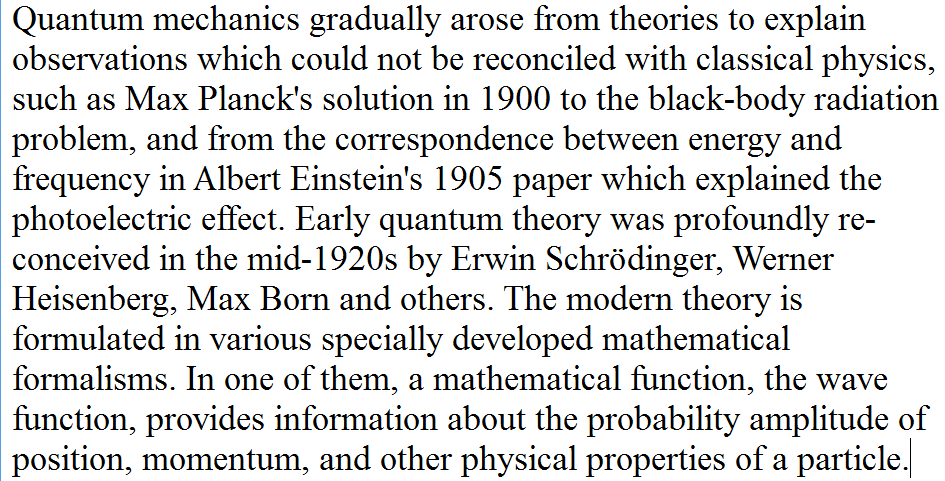 Quantum mechanics gradually arose from theories to explain
observations which could not be reconciled with classical physics,
such as Max Planck's solution in 1900 to the black-body radiation
problem, and from the correspondence between energy and
frequency in Albert Einstein's 1905 paper which explained the
photoelectric effect. Early quantum theory was profoundly re-
conceived in the mid-1920s by Erwin Schrödinger, Werner
Heisenberg, Max Born and others. The modern theory is
formulated in various specially developed mathematical
formalisms. In one of them, a mathematical function, the wave
function, provides information about the probability amplitude of
position, momentum, and other physical properties of a particle.